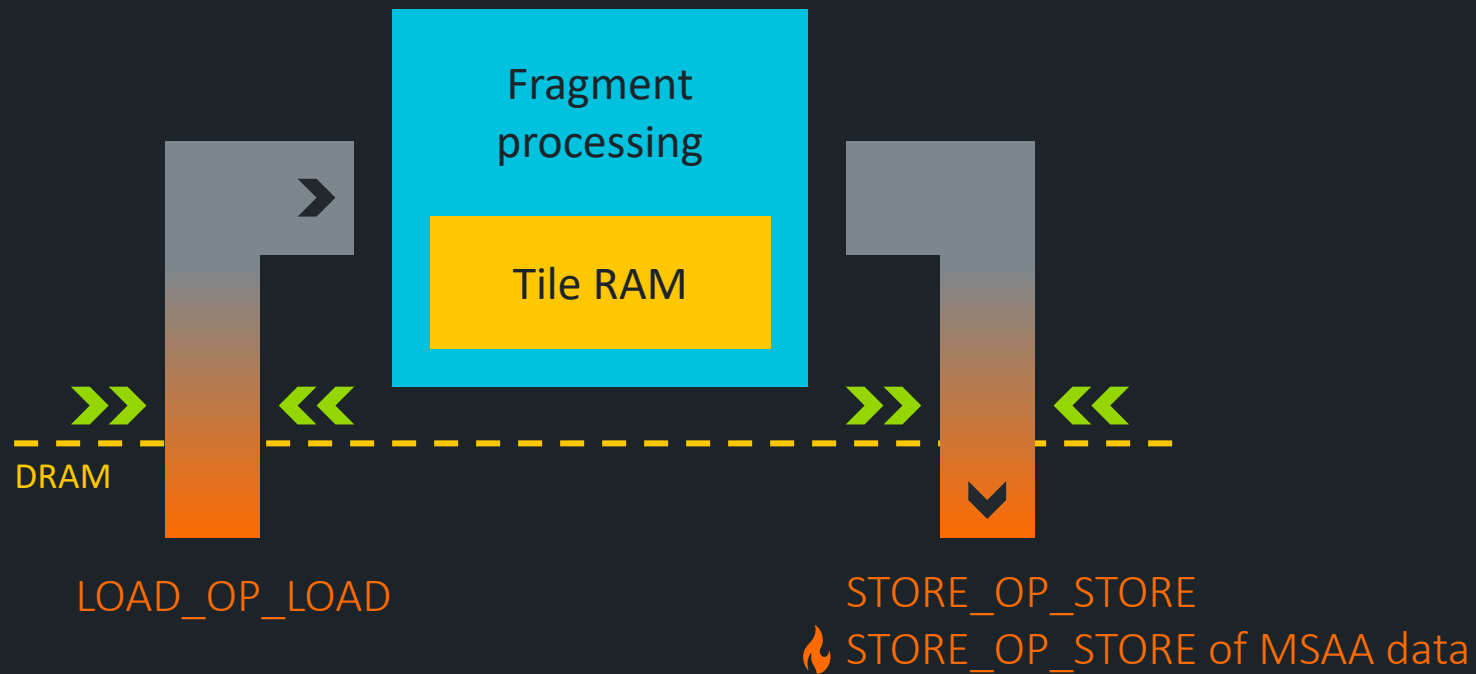 Fragment
processing
Tile RAM
DRAM
LOAD_OP_LOAD
STORE_OP_STORE
STORE_OP_STORE of MSAA data